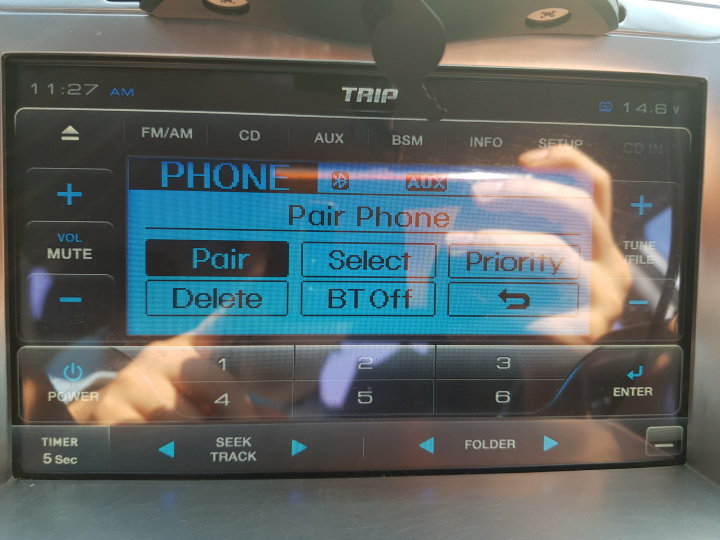 11:27 AM TRIP 14.6 V
FM/AM CD AUX BSM INFO SETUP CD IN
PHONE AUX
Pair Phone
+ +
VOL
MUTE
TUNE
/FILE
- -
Pair Select Priority
Delete BT Off
POWER 1 2 3
4 5 6 ENTER
TIMER
5 Sec
SEEK
TRACK
FOLDER